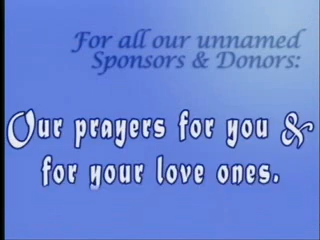 For all our unnamed
Sponsors & Donors:
Our prayers for you &
for your love ones.